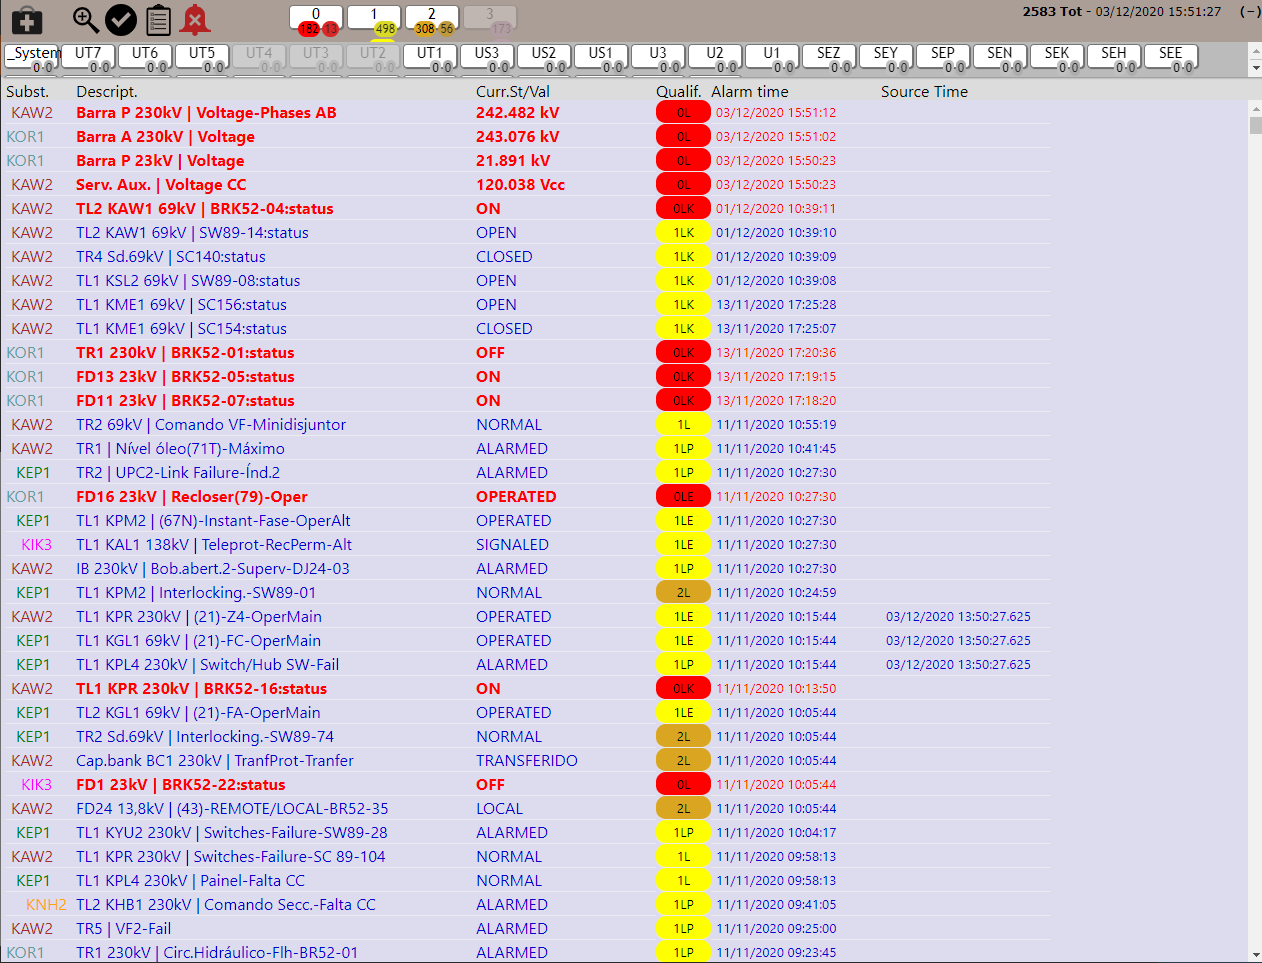 0 1 2 3
182 13 498 308 56 173
2583 Tot - 03/12/2020 15:51:27 (−)
_System UT7 UT6 UT5 UT4 UT3 UT2 UT1 US3 US2 US1 U3 U2 U1 SEZ SEY SEP SEN SEK SEH SEE
0 0 0 0 0 0 0 0 0 0 0 0 0 0 0 0 0 0 0 0 0 0 0 0 0 0 0 0 0 0 0 0 0 0 0 0 0 0 0 0 0 0
Subst. Descript. Curr.St/Val Qualif. Alarm time Source Time
KAW2 Barra P 230kV | Voltage-Phases AB 242.482 kV 0L 03/12/2020 15:51:12
KOR1 Barra A 230kV | Voltage 243.076 kV 0L 03/12/2020 15:51:02
KOR1 Barra P 23kV | Voltage 21.891 kV 0L 03/12/2020 15:50:23
KAW2 Serv. Aux. | Voltage CC 120.038 Vcc 0L 03/12/2020 15:50:23
KAW2 TL2 KAW1 69kV | BRK52-04:status ON 0LK 01/12/2020 10:39:11
KAW2 TL2 KAW1 69kV | SW89-14:status OPEN 1LK 01/12/2020 10:39:10
KAW2 TR4 Sd.69kV | SC140:status CLOSED 1LK 01/12/2020 10:39:09
KAW2 TL1 KSL2 69kV | SW89-08:status OPEN 1LK 01/12/2020 10:39:08
KAW2 TL1 KME1 69kV | SC156:status OPEN 1LK 13/11/2020 17:25:28
KAW2 TL1 KME1 69kV | SC154:status CLOSED 1LK 13/11/2020 17:25:07
KOR1 TR1 230kV | BRK52-01:status OFF 0LK 13/11/2020 17:20:36
KOR1 FD13 23kV | BRK52-05:status ON 0LK 13/11/2020 17:19:15
KOR1 FD11 23kV | BRK52-07:status ON 0LK 13/11/2020 17:18:20
KAW2 TR2 69kV | Comando VF-Minidisjuntor NORMAL 1L 11/11/2020 10:55:19
KAW2 TR1 | Nível óleo(71T)-Máximo ALARMED 1LP 11/11/2020 10:41:45
KEP1 TR2 | UPC2-Link Failure-Índ.2 ALARMED 1LP 11/11/2020 10:27:30
KOR1 FD16 23kV | Recloser(79)-Oper OPERATED 0LE 11/11/2020 10:27:30
KEP1 TL1 KPM2 | (67N)-Instant-Fase-OperAlt OPERATED 1LE 11/11/2020 10:27:30
KIK3 TL1 KAL1 138kV | Teleprot-RecPerm-Alt SIGNALED 1LE 11/11/2020 10:27:30
KAW2 IB 230kV | Bob.abert.2-Superv-DJ24-03 ALARMED 1LP 11/11/2020 10:27:30
KEP1 TL1 KPM2 | Interlocking.-SW89-01 NORMAL 2L 11/11/2020 10:24:59
KAW2 TL1 KPR 230kV | (21)-Z4-OperMain OPERATED 1LE 11/11/2020 10:15:44 03/12/2020 13:50:27.625
KEP1 TL1 KGL1 69kV | (21)-FC-OperMain OPERATED 1LE 11/11/2020 10:15:44 03/12/2020 13:50:27.625
KEP1 TL1 KPL4 230kV | Switch/Hub SW-Fail ALARMED 1LP 11/11/2020 10:15:44 03/12/2020 13:50:27.625
KAW2 TL1 KPR 230kV | BRK52-16:status ON 0LK 11/11/2020 10:13:50
KEP1 TL2 KGL1 69kV | (21)-FA-OperMain OPERATED 1LE 11/11/2020 10:05:44
KEP1 TR2 Sd.69kV | Interlocking.-SW89-74 NORMAL 2L 11/11/2020 10:05:44
KAW2 Cap.bank BC1 230kV | TranfProt-Tranfer TRANSFERIDO 2L 11/11/2020 10:05:44
KIK3 FD1 23kV | BRK52-22:status OFF 0L 11/11/2020 10:05:44
KAW2 FD24 13,8kV | (43)-REMOTE/LOCAL-BR52-35 LOCAL 2L 11/11/2020 10:05:44
KEP1 TL1 KYU2 230kV | Switches-Failure-SW89-28 ALARMED 1LP 11/11/2020 10:04:17
KAW2 TL1 KPR 230kV | Switches-Failure-SC 89-104 NORMAL 1L 11/11/2020 09:58:13
KEP1 TL1 KPL4 230kV | Painel-Falta CC NORMAL 1L 11/11/2020 09:58:13
KNH2 TL2 KHB1 230kV | Comando Secc.-Falta CC ALARMED 1LP 11/11/2020 09:41:05
KAW2 TR5 | VF2-Fail ALARMED 1LP 11/11/2020 09:25:00
KOR1 TR1 230kV | Circ.Hidráulico-Flh-BR52-01 ALARMED 1LP 11/11/2020 09:23:45